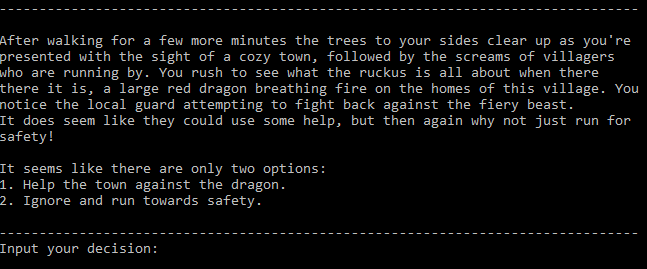 --------------------------------------------------------------------------------
After walking for a few more minutes the trees to your sides clear up as you're
presented with the sight of a cozy town, followed by the screams of villagers
who are running by. You rush to see what the ruckus is all about when there
there it is, a large red dragon breathing fire on the homes of this village. You
notice the local guard attempting to fight back against the fiery beast.
It does seem like they could use some help, but then again why not just run for
safety!
It seems like there are only two options:
1. Help the town against the dragon.
2. Ignore and run towards safety.
--------------------------------------------------------------------------------
Input your decision: